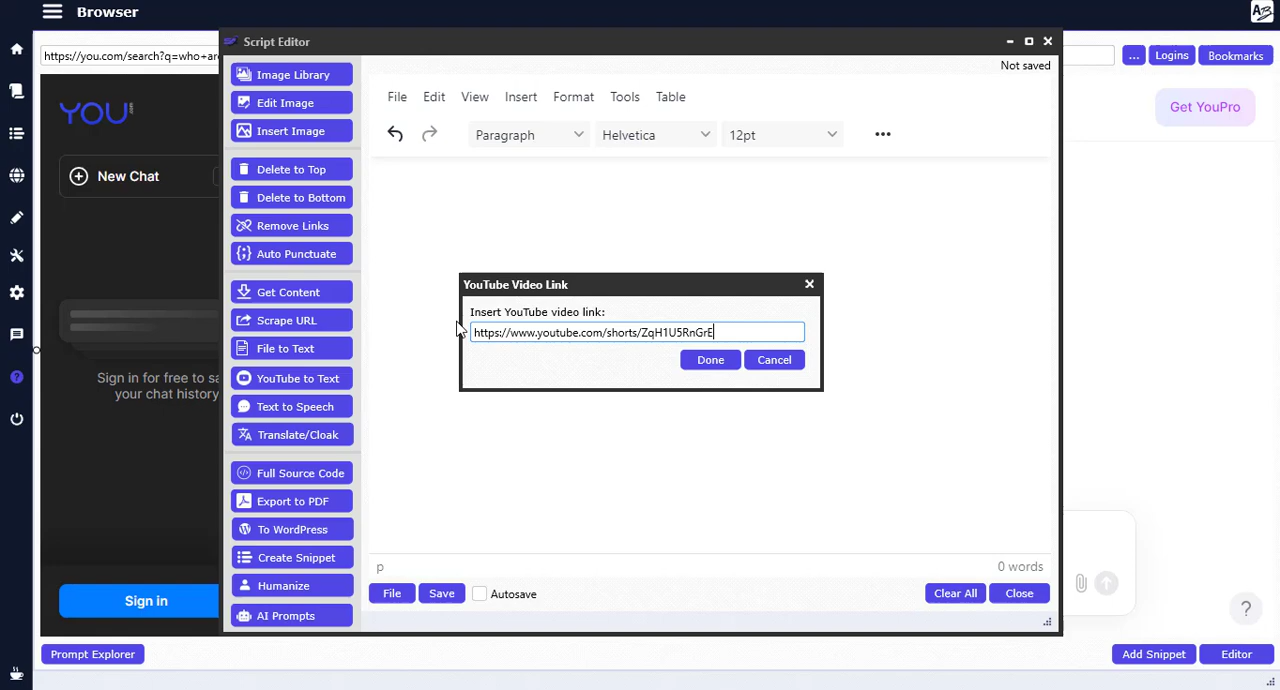 Browser
AB
https://you.com/search?q=who+are
... Logins Bookmarks
YOU.com
New Chat
Get YouPro
Sign in for free to sa
your chat history
Sign in
Script Editor
Not saved
Image Library
Edit Image
Insert Image
Delete to Top
Delete to Bottom
Remove Links
Auto Punctuate
Get Content
Scrape URL
File to Text
YouTube to Text
Text to Speech
Translate/Cloak
Full Source Code
Export to PDF
To WordPress
Create Snippet
Humanize
AI Prompts
File Edit View Insert Format Tools Table
Paragraph Helvetica 12pt
YouTube Video Link
Insert YouTube video link:
https://www.youtube.com/shorts/ZqH1U5RnGrE
Done Cancel
p 0 words
File Save Autosave Clear All Close
?
Prompt Explorer Add Snippet Editor